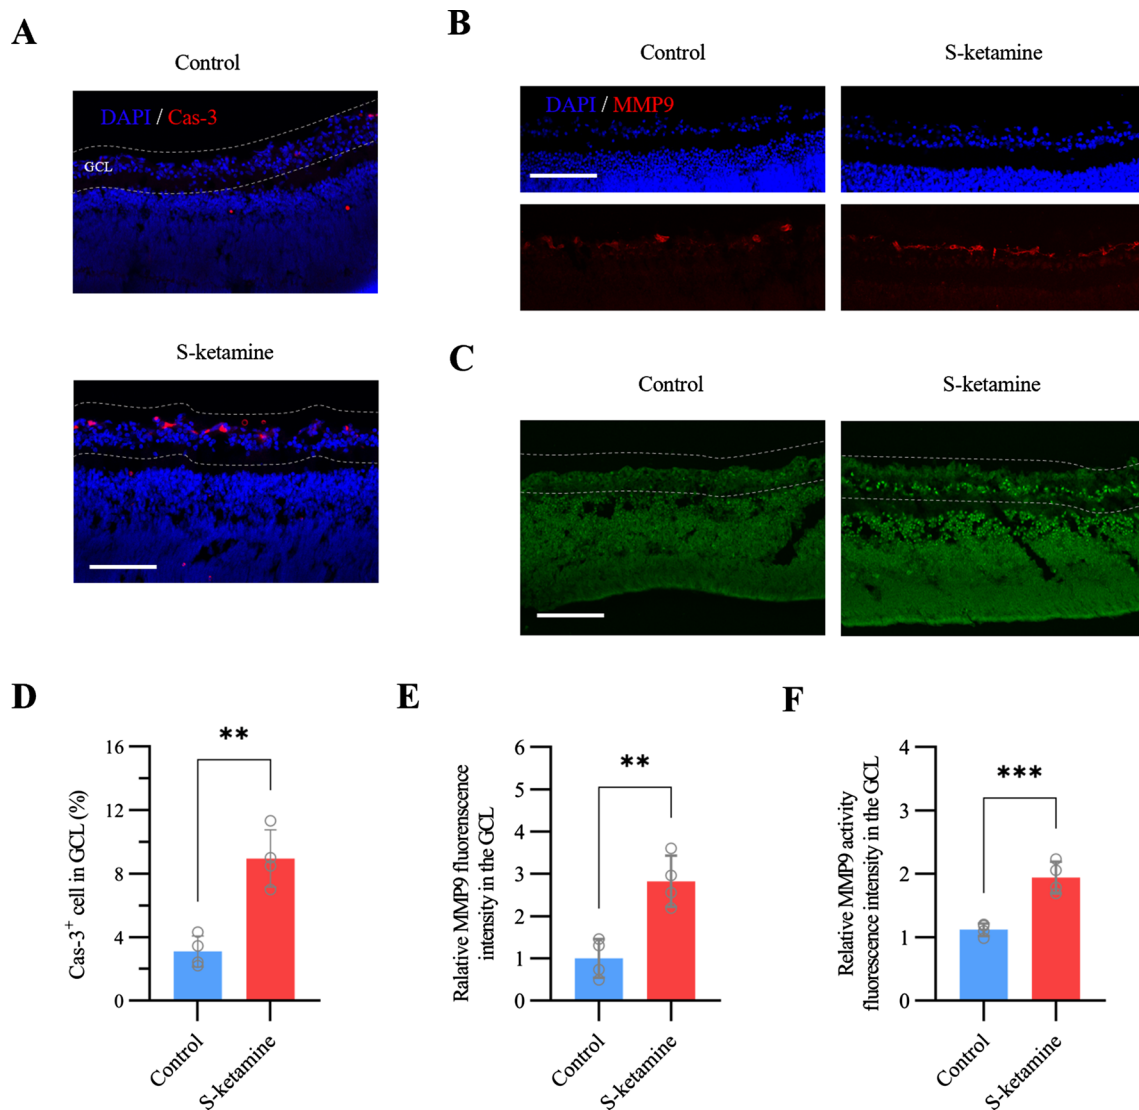 A
Control
DAPI / Cas-3
GCL
S-ketamine
B
Control
S-ketamine
DAPI / MMP9
C
Control
S-ketamine
D
Cas-3⁺ cell in GCL (%)
16
12
8
4
0
**
Control
S-ketamine
E
Ralative MMP9 fluorenscence
intensity in the GCL
6
5
4
3
2
1
0
**
Control
S-ketamine
F
Relative MMP9 activity
fluorescence intensity in the GCL
4
3
2
1
0
***
Control
S-ketamine